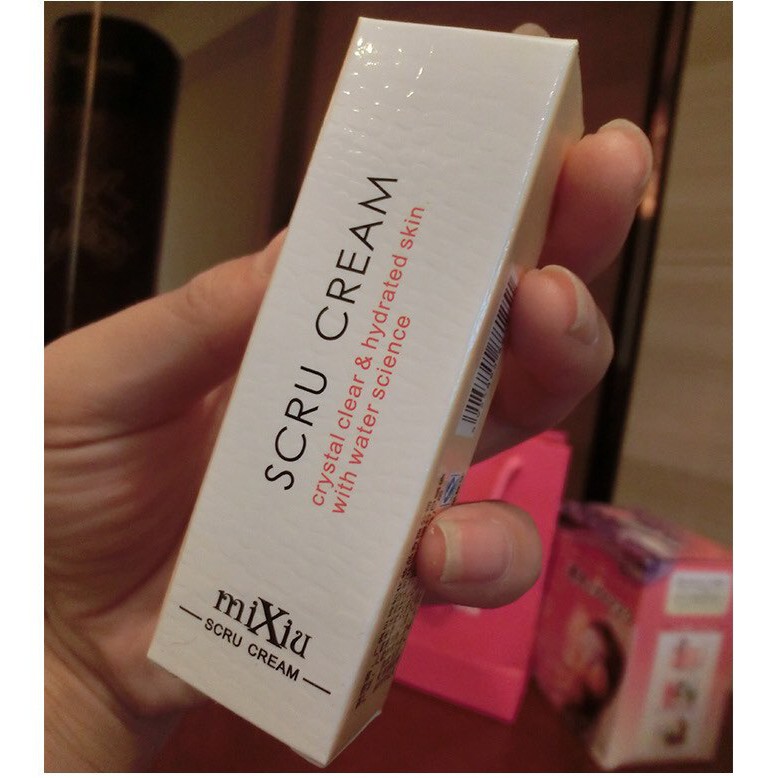 SCRU CREAM
crystal clear & hydrated skin
with water science
miXiu
SCRU CREAM